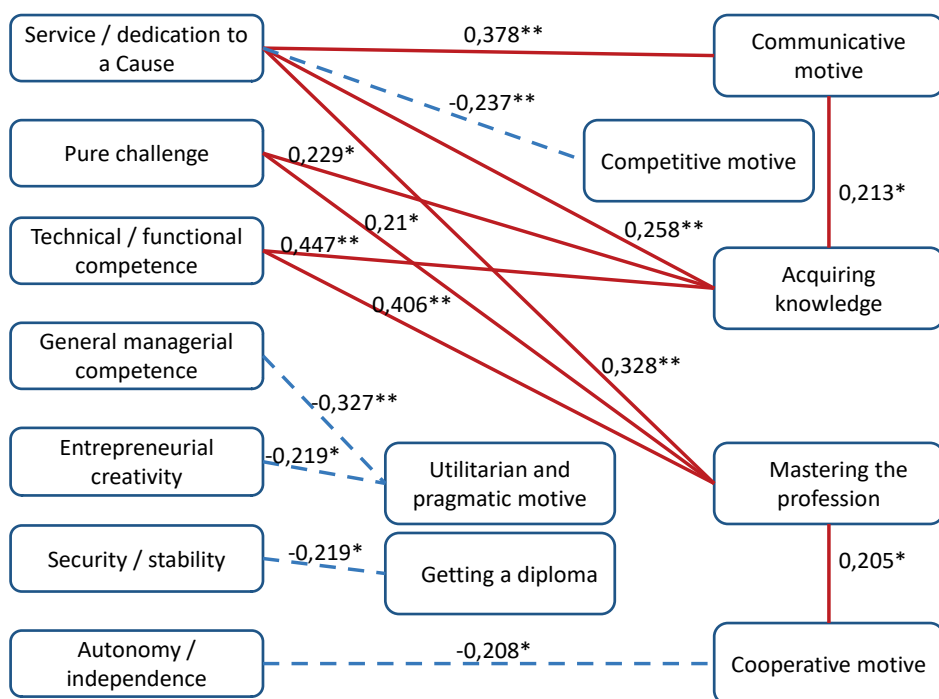 Service / dedication to
a Cause
0,378**
Communicative
motive
-0,237**
Pure challenge
0,229*
Competitive motive
0,213*
Technical / functional
competence
0,447**
0,21*
0,258**
Acquiring
knowledge
0,406**
General managerial
competence
0,328**
-0,327**
Entrepreneurial
creativity
-0,219*
Utilitarian and
pragmatic motive
Mastering the
profession
Security / stability
-0,219*
Getting a diploma
0,205*
Autonomy /
independence
-0,208*
Cooperative motive